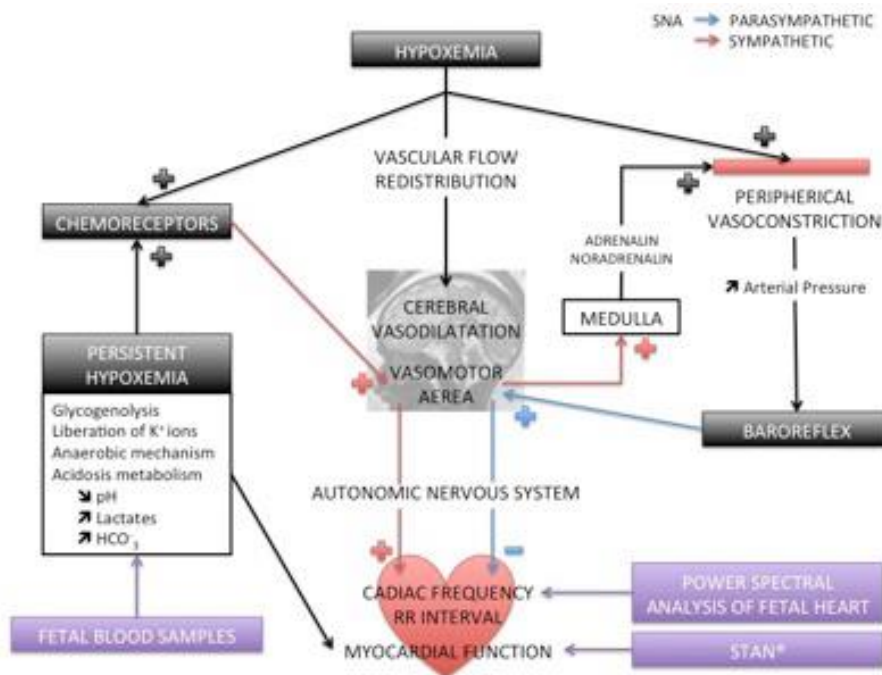 SNA PARASYMPATHETIC
SYMPATHETIC
HYPOXEMIA
VASCULAR FLOW
REDISTRIBUTION
CHEMORECEPTORS
PERIPHERICAL
VASOCONSTRICTION
ADRENALIN
NORADRENALIN
↗ Arterial Pressure
CEREBRAL
VASODILATATION
MEDULLA
PERSISTENT
HYPOXEMIA
VASOMOTOR
AEREA
Glycogenolysis
Liberation of K⁺ ions
Anaerobic mechanism
Acidosis metabolism
↘ pH
↗ Lactates
↗ HCO⁻₃
BAROREFLEX
AUTONOMIC NERVOUS SYSTEM
CADIAC FREQUENCY
RR INTERVAL
POWER SPECTRAL
ANALYSIS OF FETAL HEART
FETAL BLOOD SAMPLES
MYOCARDIAL FUNCTION
STAN®